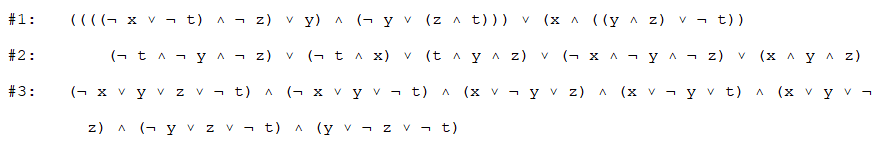 #1: ((((¬ x ∨ ¬ t) ∧ ¬ z) ∨ y) ∧ (¬ y ∨ (z ∧ t))) ∨ (x ∧ ((y ∧ z) ∨ ¬ t))
#2: (¬ t ∧ ¬ y ∧ ¬ z) ∨ (¬ t ∧ x) ∨ (t ∧ y ∧ z) ∨ (¬ x ∧ ¬ y ∧ ¬ z) ∨ (x ∧ y ∧ z)
#3: (¬ x ∨ y ∨ z ∨ ¬ t) ∧ (¬ x ∨ y ∨ ¬ t) ∧ (x ∨ ¬ y ∨ z) ∧ (x ∨ ¬ y ∨ t) ∧ (x ∨ y ∨ ¬
z) ∧ (¬ y ∨ z ∨ ¬ t) ∧ (y ∨ ¬ z ∨ ¬ t)